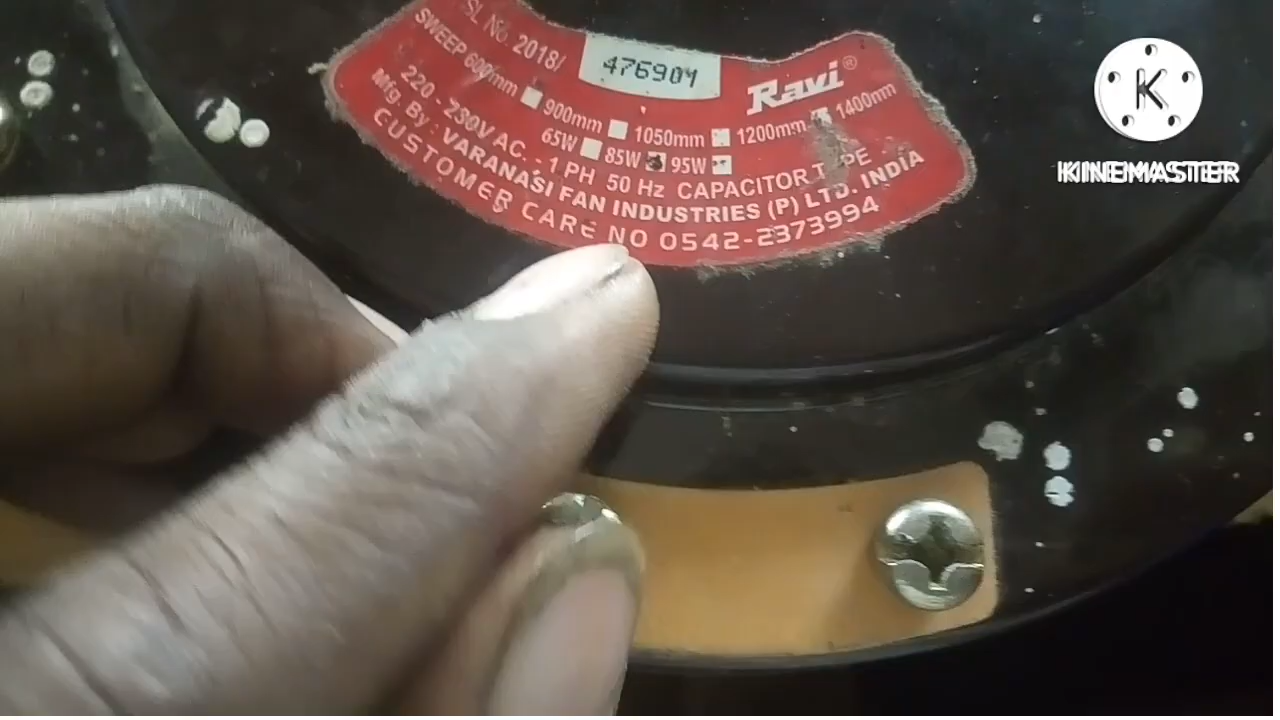 SL No. 2018/ 476904
Ravi®
SWEEP 600mm 900mm 1050mm 1200mm 1400mm
65W 85W 95W
220 - 230V AC. - 1 PH 50 Hz CAPACITOR TYPE
Mfg. By : VARANASI FAN INDUSTRIES (P) LTD. INDIA
CUSTOMER CARE NO 0542-2373994
K
KINEMASTER